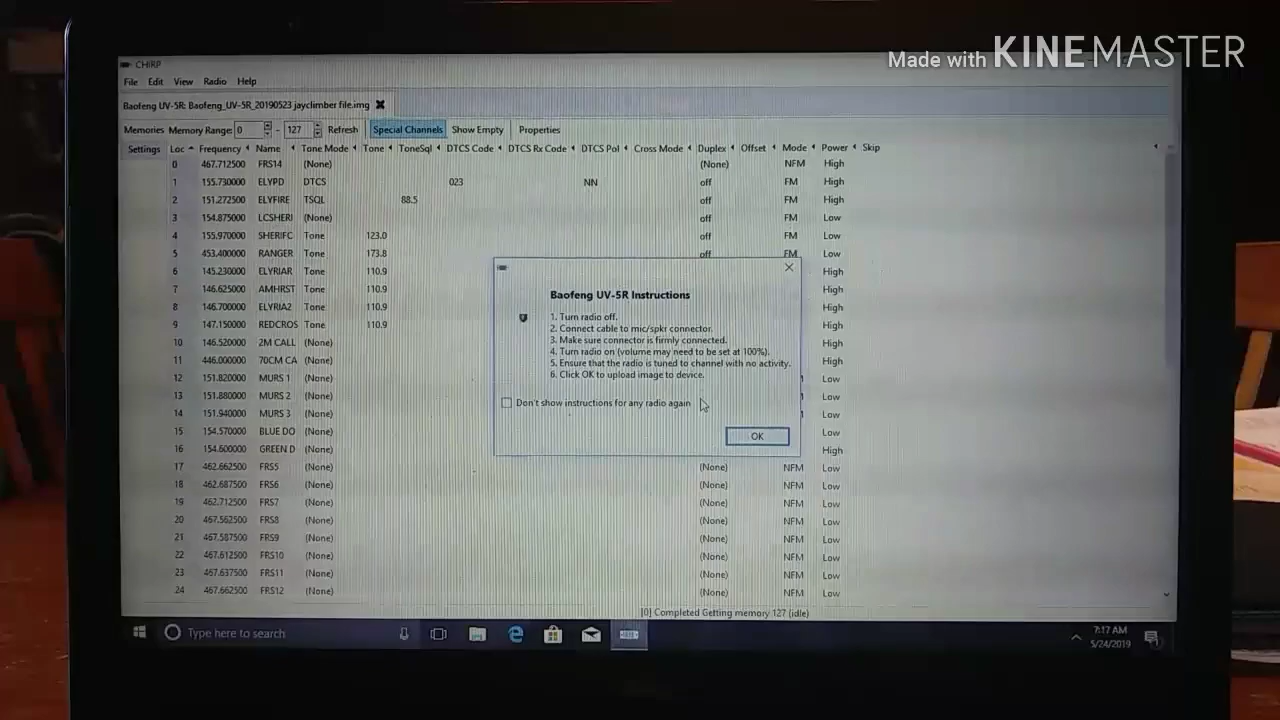 Made with KINEMASTER
CHIRP
File Edit View Radio Help
Baofeng UV-5R: Baofeng_UV-5R_20190523 jayclimber file.img
Memories Memory Range: 0 - 127 Refresh Special Channels Show Empty Properties
Settings Loc Frequency Name Tone Mode Tone ToneSql DTCS Code DTCS Rx Code DTCS Pol Cross Mode Duplex Offset Mode Power Skip
0 467.712500 FRS14 (None) (None) NFM High
1 155.730000 ELYPD DTCS 023 NN off FM High
2 151.272500 ELYFIRE TSQL 88.5 off FM High
3 154.875000 LCSHERI (None) off FM Low
4 155.970000 SHERIFC Tone 123.0 off FM Low
5 453.400000 RANGER Tone 173.8 off FM Low
6 145.230000 ELYRIAR Tone 110.9 High
7 146.625000 AMHRST Tone 110.9 High
8 146.700000 ELYRIA2 Tone 110.9 High
9 147.150000 REDCROS Tone 110.9 High
10 146.520000 2M CALL (None) High
11 446.000000 70CM CA (None) High
12 151.820000 MURS 1 (None) Low
13 151.880000 MURS 2 (None) Low
14 151.940000 MURS 3 (None) Low
15 154.570000 BLUE DO (None) Low
16 154.600000 GREEN D (None) High
17 462.662500 FRS5 (None) (None) NFM Low
18 462.687500 FRS6 (None) (None) NFM Low
19 462.712500 FRS7 (None) (None) NFM Low
20 467.562500 FRS8 (None) (None) NFM Low
21 467.587500 FRS9 (None) (None) NFM Low
22 467.612500 FRS10 (None) (None) NFM Low
23 467.637500 FRS11 (None) (None) NFM Low
24 467.662500 FRS12 (None) (None) NFM Low
Baofeng UV-5R Instructions
1. Turn radio off.
2. Connect cable to mic/spkr connector.
3. Make sure connector is firmly connected.
4. Turn radio on (volume may need to be set at 100%).
5. Ensure that the radio is tuned to channel with no activity.
6. Click OK to upload image to device.
Don't show instructions for any radio again
OK
[0] Completed Getting memory 127 (idle)
Type here to search
7:17 AM
5/24/2019